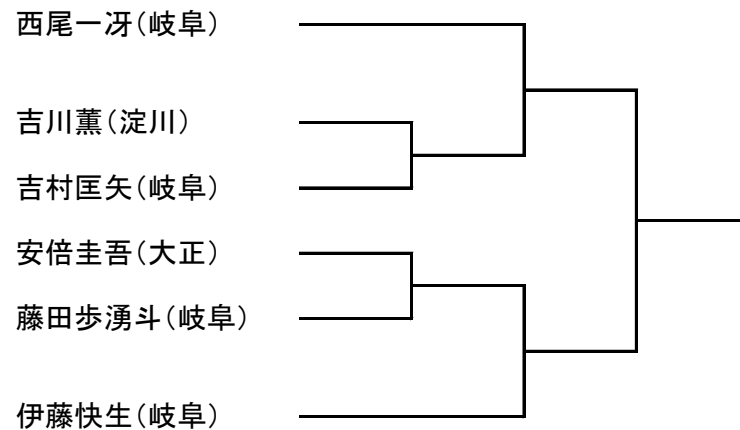 西尾一冴（岐阜）
吉川薫（淀川）
吉村匡矢（岐阜）
安倍圭吾（大正）
藤田歩湧斗（岐阜）
伊藤快生（岐阜）